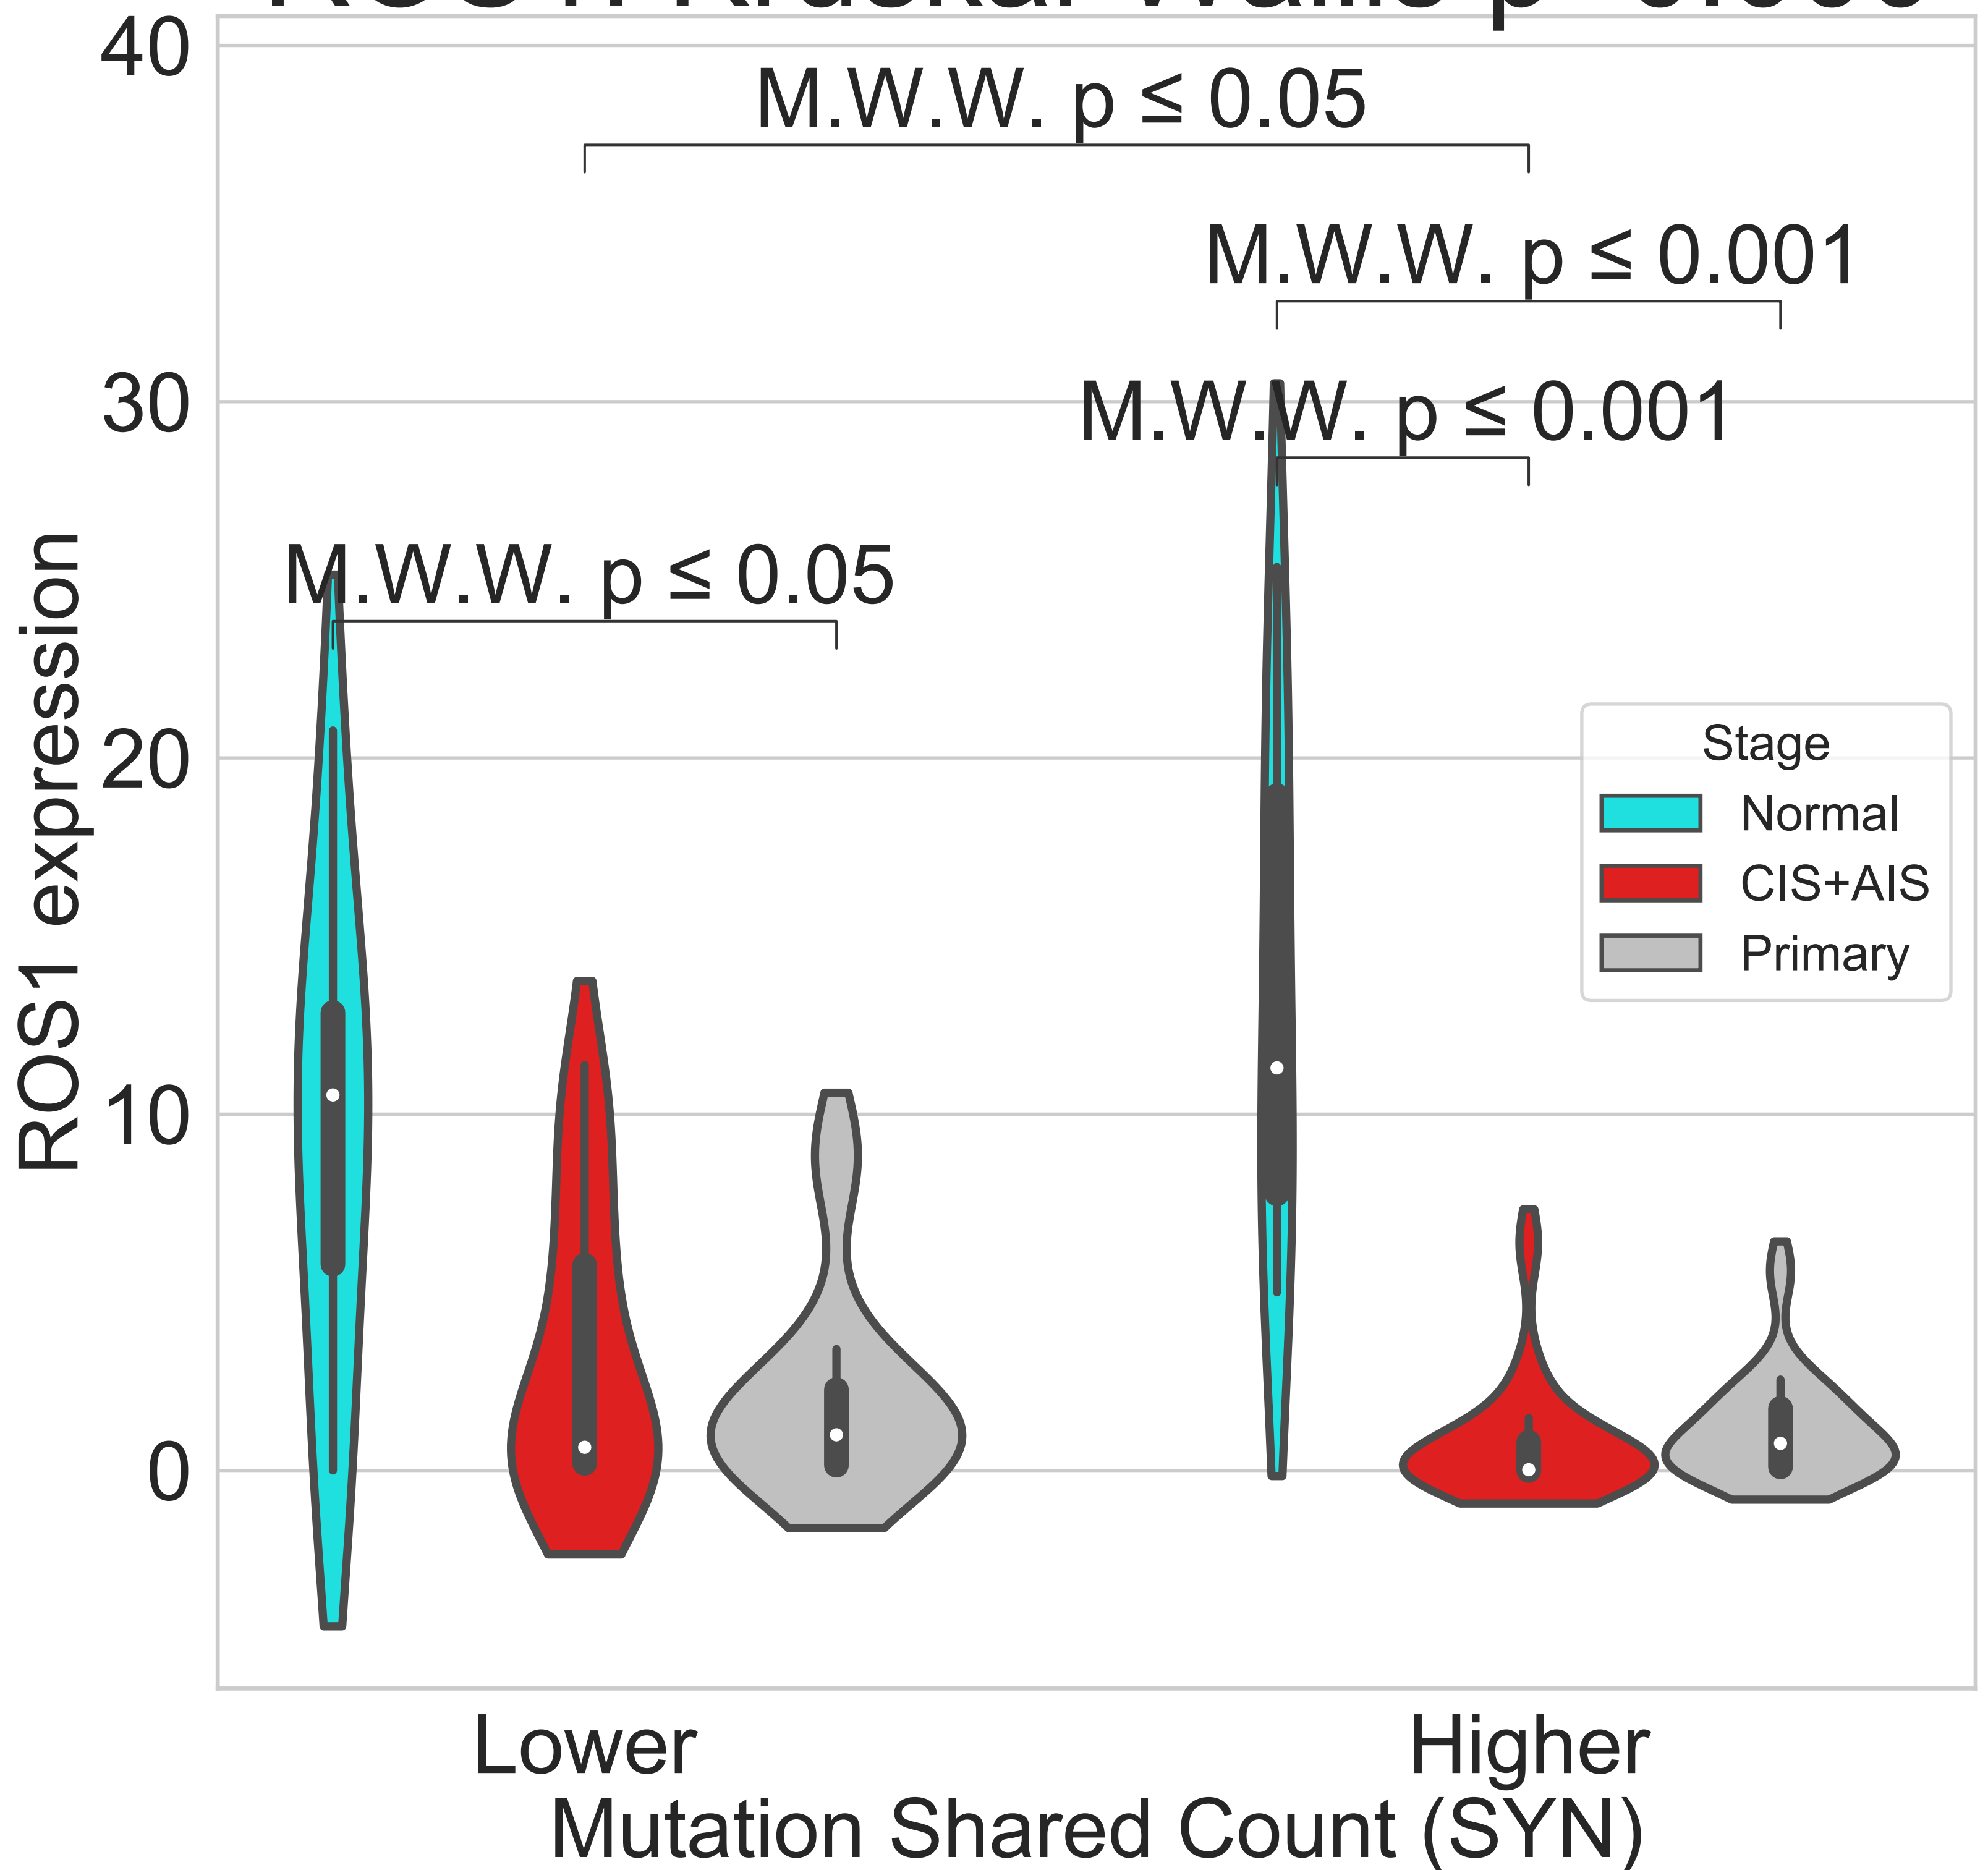 40
M.W.W. p ≤ 0.05
M.W.W. p ≤ 0.001
30
M.W.W. p ≤ 0.001
M.W.W. p ≤ 0.05
ROS1 expression
20
Stage
Normal
CIS+AIS
Primary
10
0
Lower
Higher
Mutation Shared Count (SYN)